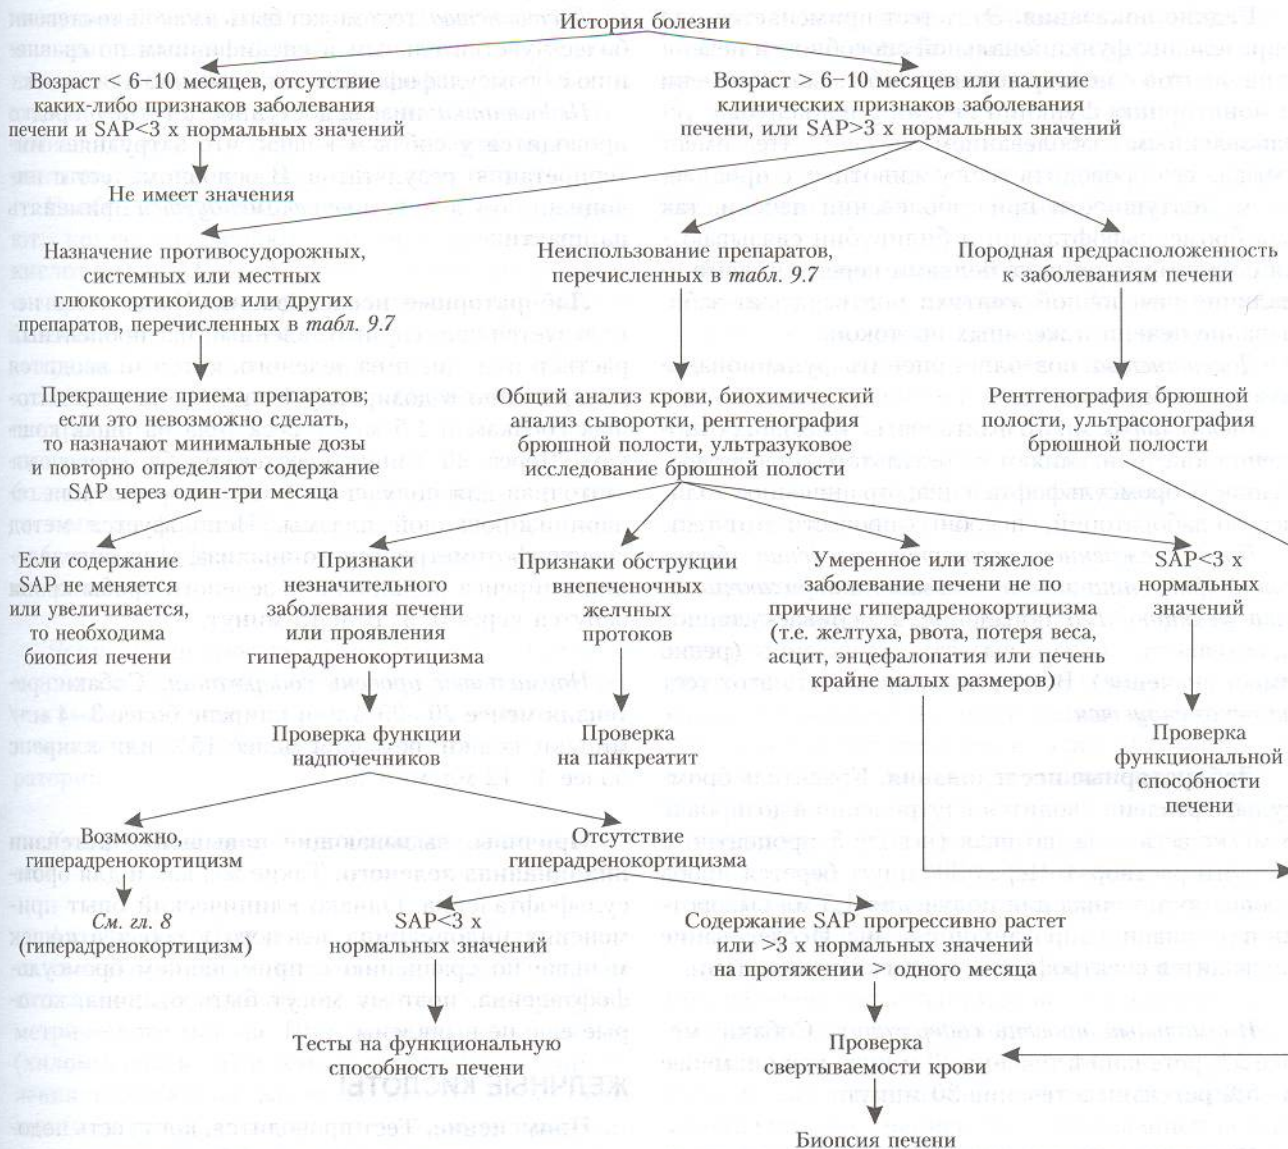 История болезни
Возраст < 6–10 месяцев, отсутствие
каких-либо признаков заболевания
печени и SAP<3 х нормальных значений
Возраст > 6–10 месяцев или наличие
клинических признаков заболевания
печени, или SAP>3 х нормальных значений
Не имеет значения
Назначение противосудорожных,
системных или местных
глюкокортикоидов или других
препаратов, перечисленных в табл. 9.7
Неиспользование препаратов,
перечисленных в табл. 9.7
Породная предрасположенность
к заболеваниям печени
Прекращение приема препаратов;
если это невозможно сделать,
то дают минимальные дозы
и повторно определяют содержание
SAP через один-три месяца
Общий анализ крови, биохимический
анализ сыворотки, рентгенография
брюшной полости, ультразвуковое
исследование брюшной полости
Рентгенография брюшной
полости, ультрасонография
брюшной полости
Если содержание
SAP не меняется
или увеличивается,
то необходима
биопсия печени
Признаки
незначительного
заболевания печени
или проявления
гиперадренокортицизма
Признаки обструкции
внепеченочных
желчных
протоков
Умеренное или тяжелое
заболевание печени не по
причине гиперадренокортицизма
(т.е. желтуха, рвота, потеря веса,
асцит, энцефалопатия или печень
крайне малых размеров)
SAP<3 х
нормальных
значений
Проверка функции
надпочечников
Проверка
на панкреатит
Проверка
функциональной
способности
печени
Возможно,
гиперадренокортицизм
Отсутствие
гиперадренокортицизма
См. гл. 8
(гиперадренокортицизм)
SAP<3 х
нормальных значений
Содержание SAP прогрессивно нарастает
или >3 х нормальных значений
на протяжении > одного месяца
Тесты на функциональную
способность печени
Проверка
свертываемости крови
Биопсия печени